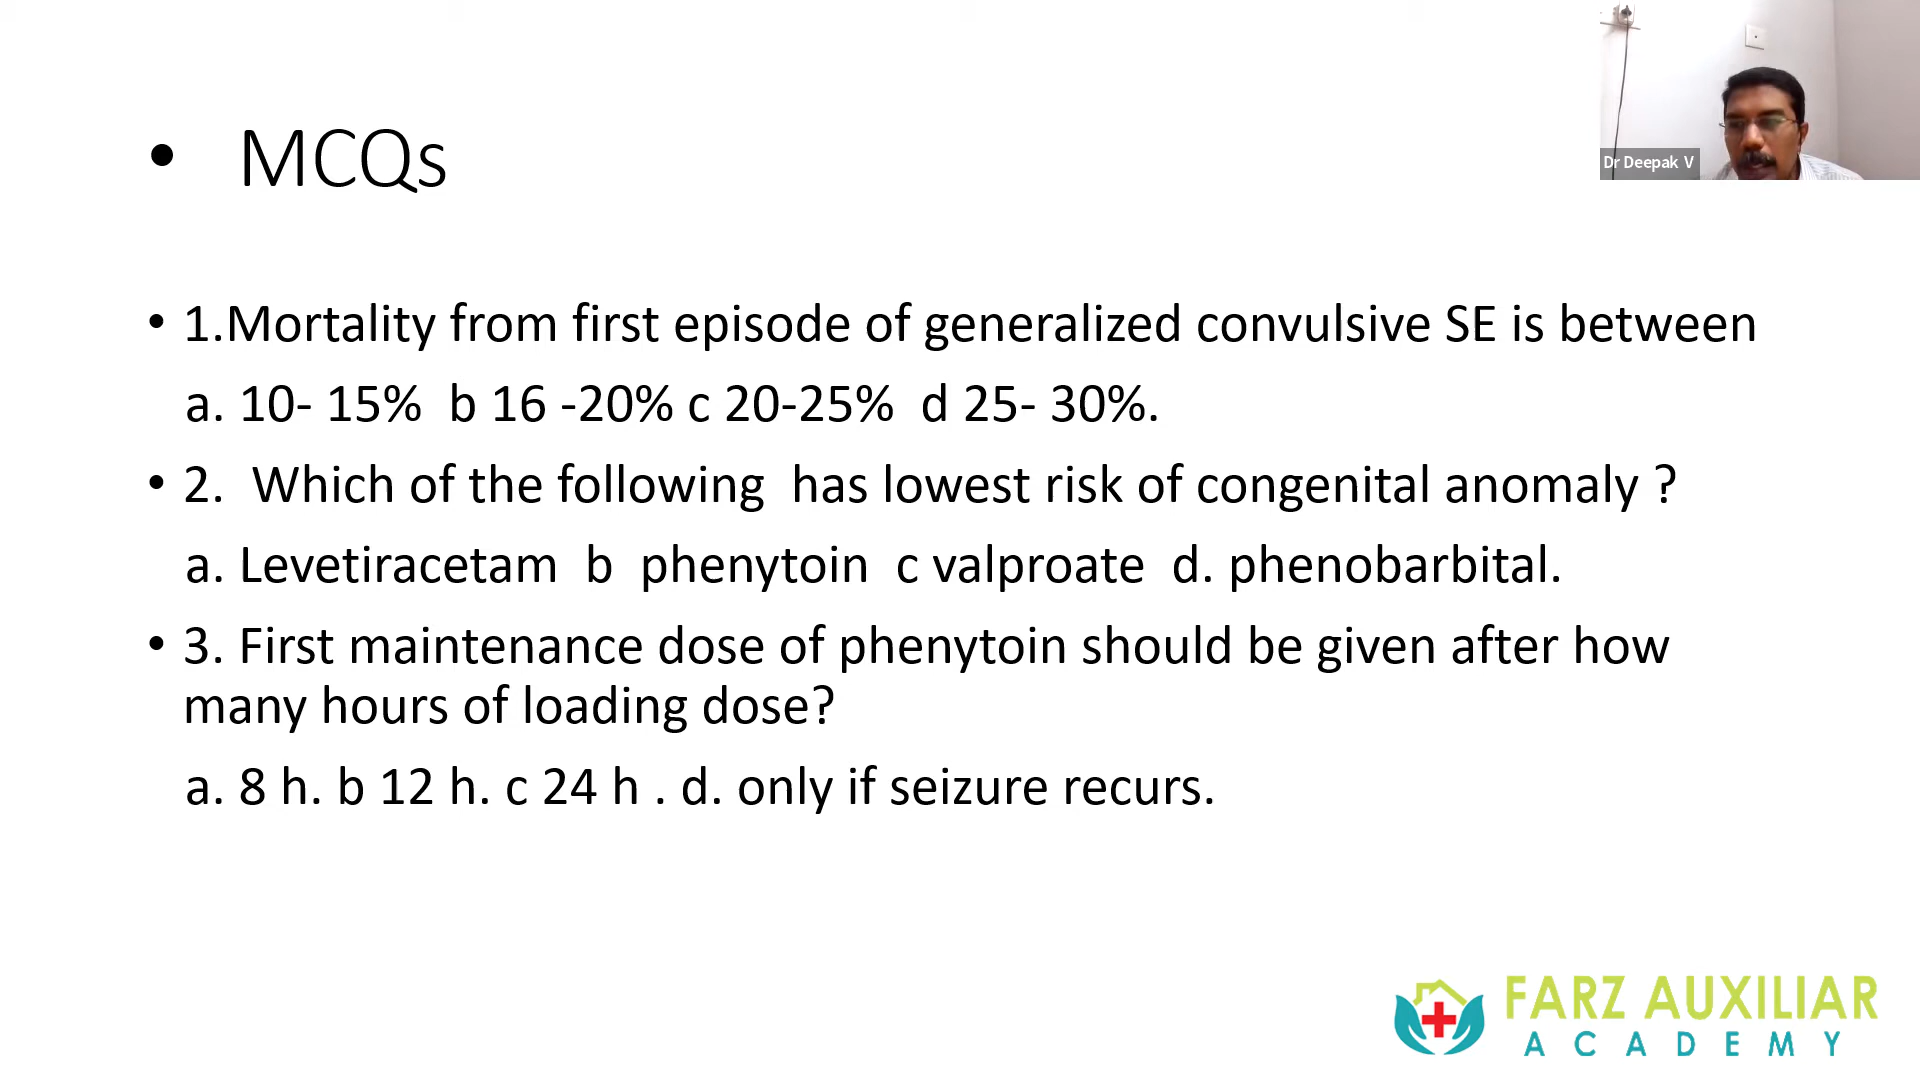 Dr Deepak V
• MCQs
• 1.Mortality from first episode of generalized convulsive SE is between
a. 10- 15%  b 16 -20% c 20-25%  d 25- 30%.
• 2.  Which of the following  has lowest risk of congenital anomaly ?
a. Levetiracetam  b  phenytoin  c valproate  d. phenobarbital.
• 3. First maintenance dose of phenytoin should be given after how
many hours of loading dose?
a. 8 h. b 12 h. c 24 h . d. only if seizure recurs.
FARZ AUXILIAR
ACADEMY